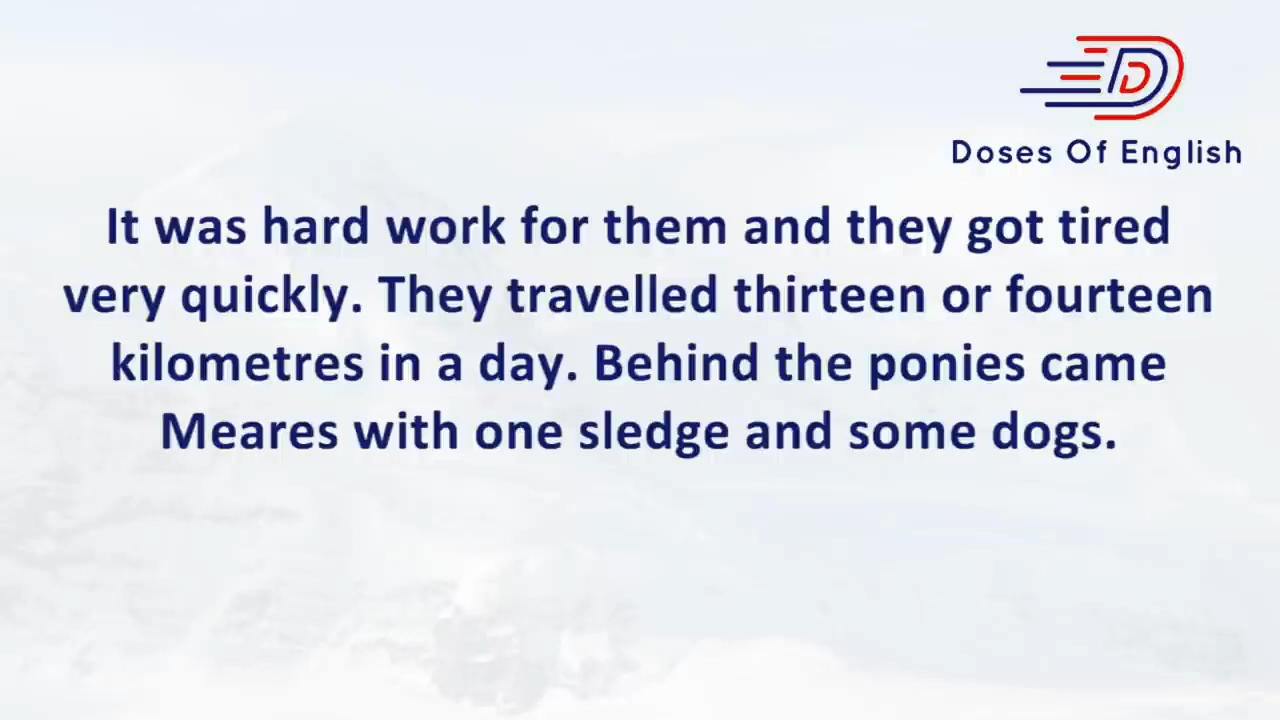 Doses Of English
It was hard work for them and they got tired
very quickly. They travelled thirteen or fourteen
kilometres in a day. Behind the ponies came
Meares with one sledge and some dogs.